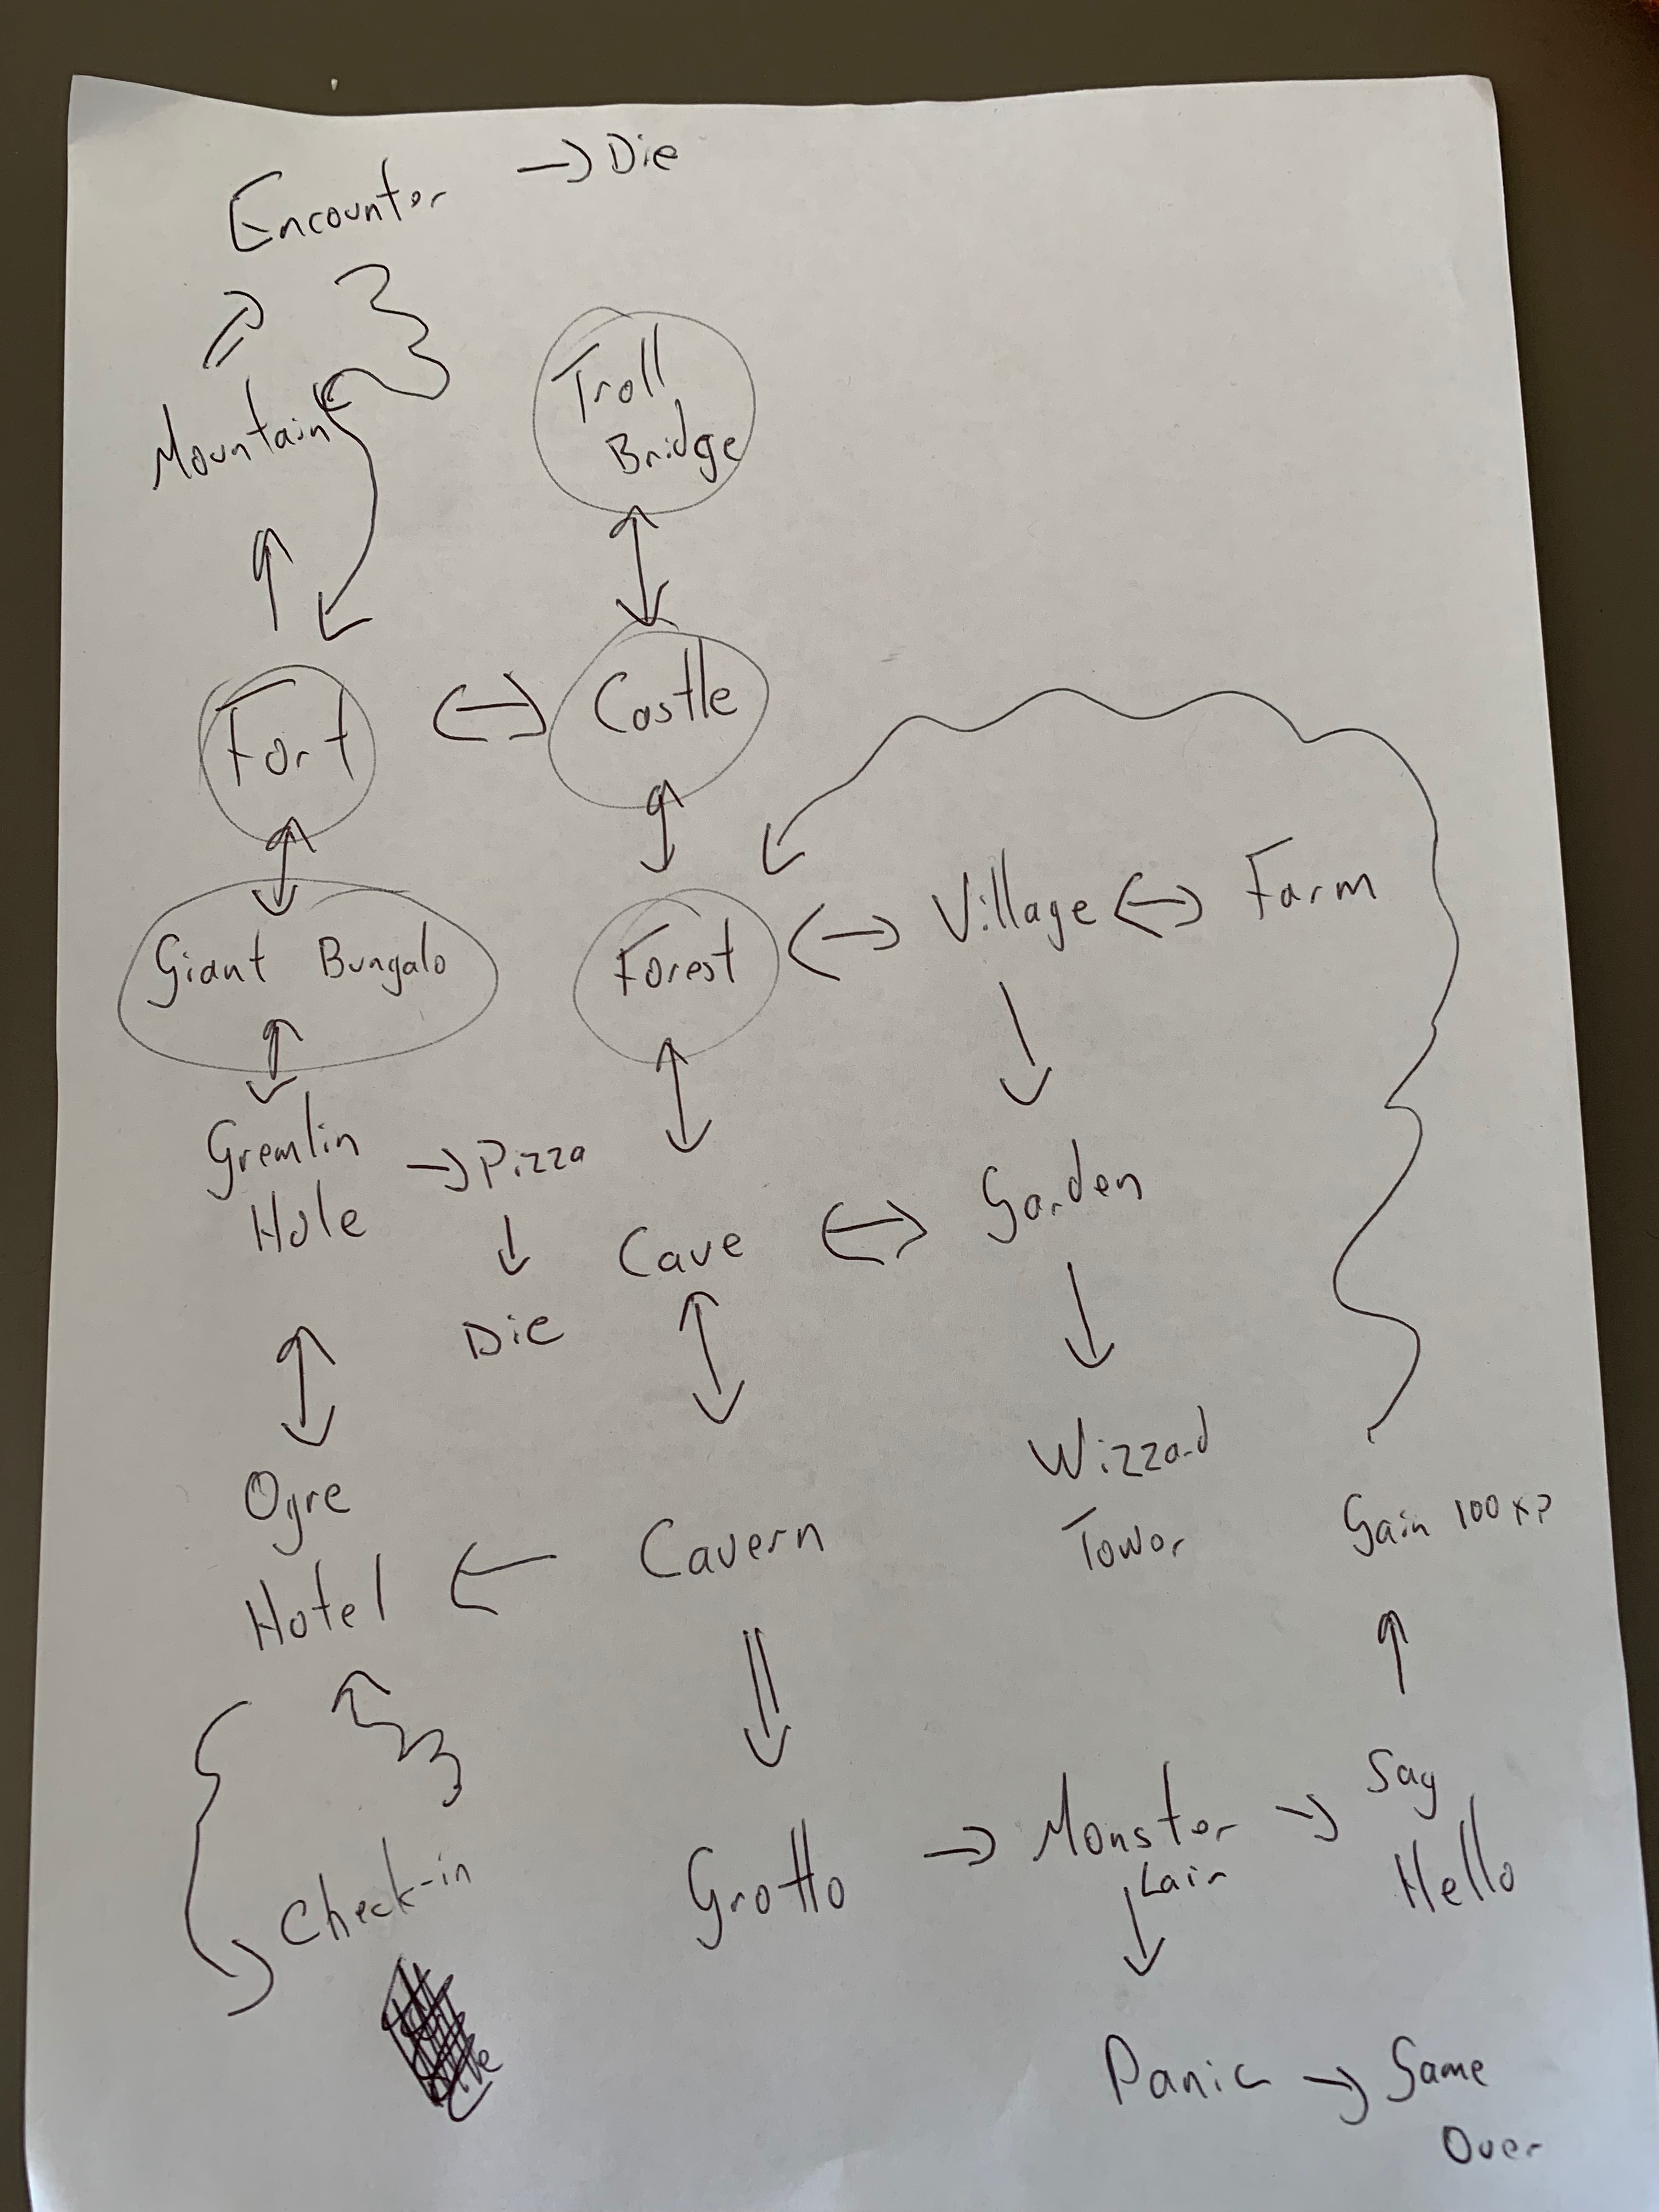 Encounter → Die
Mountain
Troll
Bridge
Fort ↔ Castle
Giant Bungalo
Forest ↔ Village ↔ Farm
Gremlin
Hole
→ Pizza
Die
Cave ↔ Garden
Ogre
Hotel ← Cavern
Wizzard
Tower
Gain 100 XP
Check-in
Grotto → Monster
Lair
→ Say
Hello
Panic → Game
Over